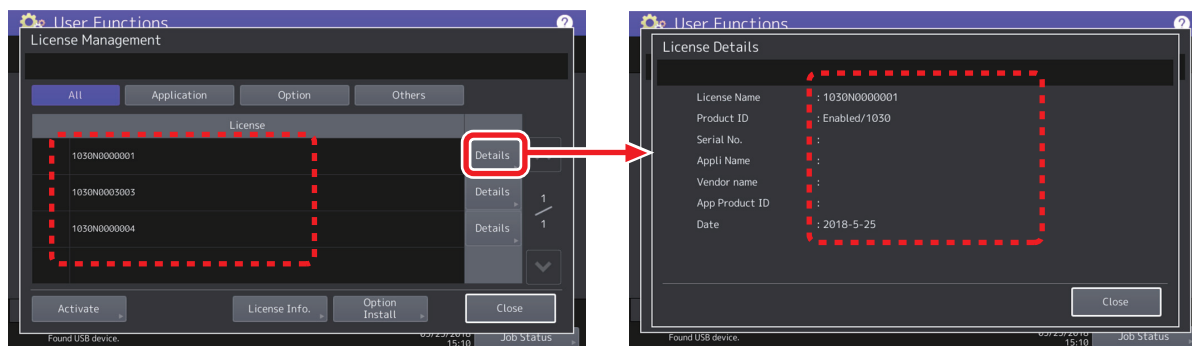 User Functions
?
License Management
All Application Option Others
License
1030N0000001 Details
1030N0003003 Details
1030N0000004 Details
1
1
Activate License Info. Option Install Close
Found USB device.
15:10
Job Status
User Functions
?
License Details
License Name : 1030N0000001
Product ID : Enabled/1030
Serial No. :
Appli Name :
Vendor name :
App Product ID :
Date : 2018-5-25
Close
Found USB device.
15:10
Job Status